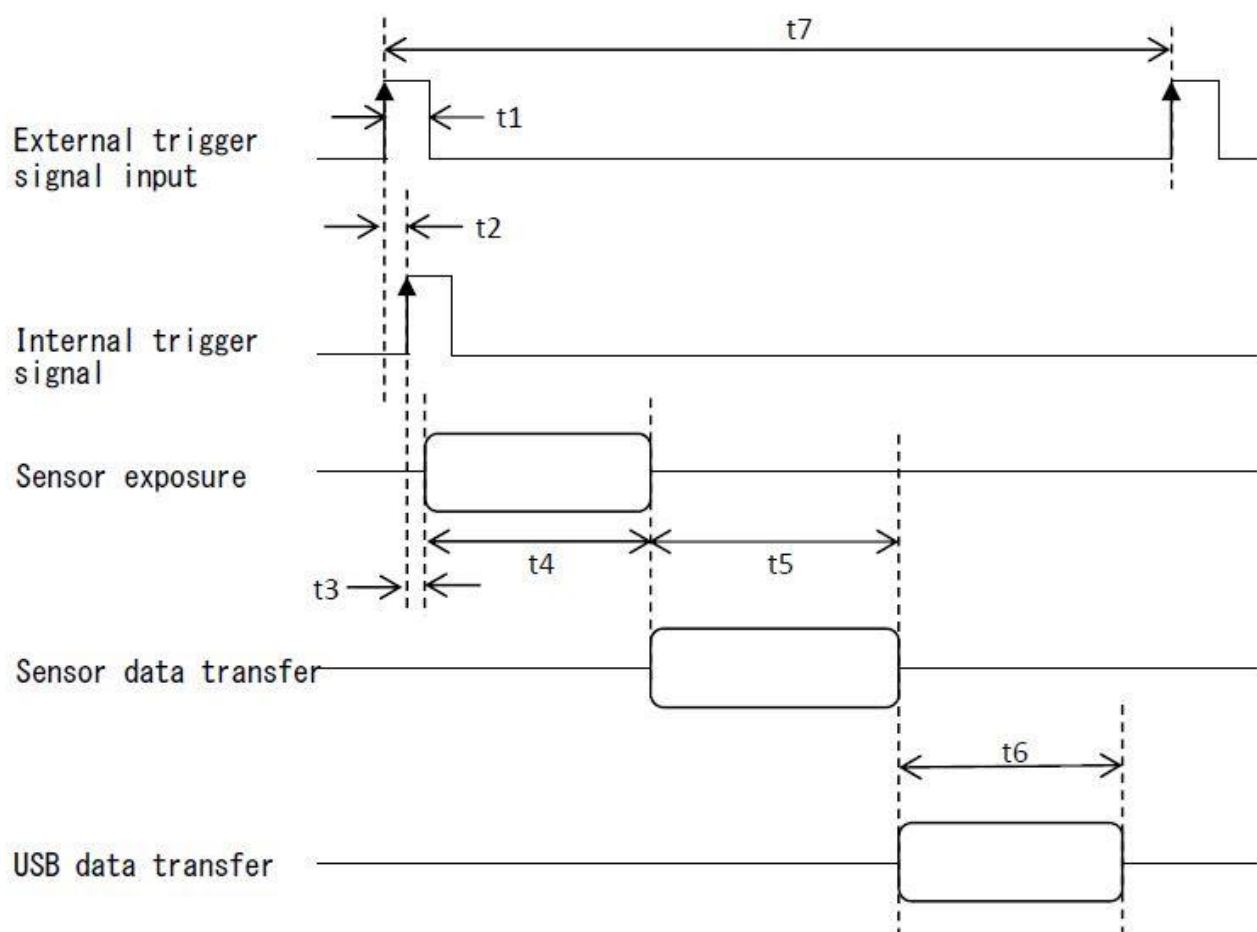 t7
t1
External trigger
signal input
t2
Internal trigger
signal
Sensor exposure
t4
t5
t3
Sensor data transfer
t6
USB data transfer